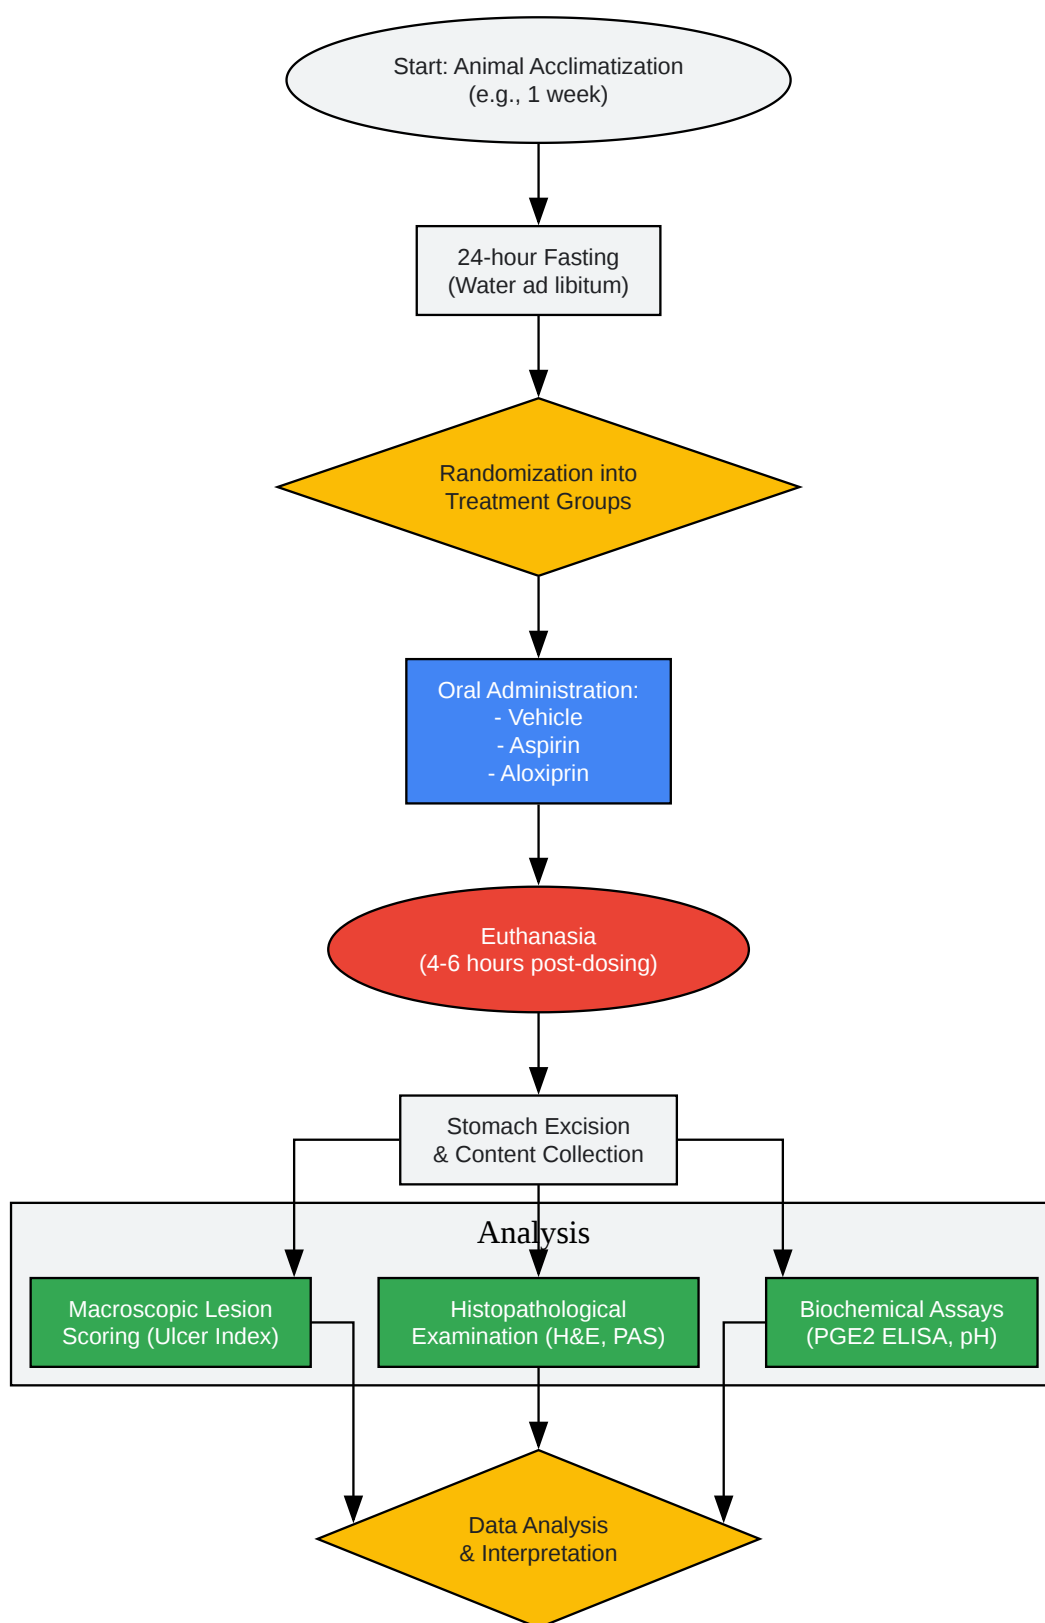 Start: Animal Acclimatization
(e.g., 1 week)
24-hour Fasting
(Water ad libitum)
Randomization into
Treatment Groups
Oral Administration:
- Vehicle
- Aspirin
- Aloxiprin
Euthanasia
(4-6 hours post-dosing)
Stomach Excision
& Content Collection
Analysis
Macroscopic Lesion
Scoring (Ulcer Index)
Histopathological
Examination (H&E, PAS)
Biochemical Assays
(PGE2 ELISA, pH)
Data Analysis
& Interpretation